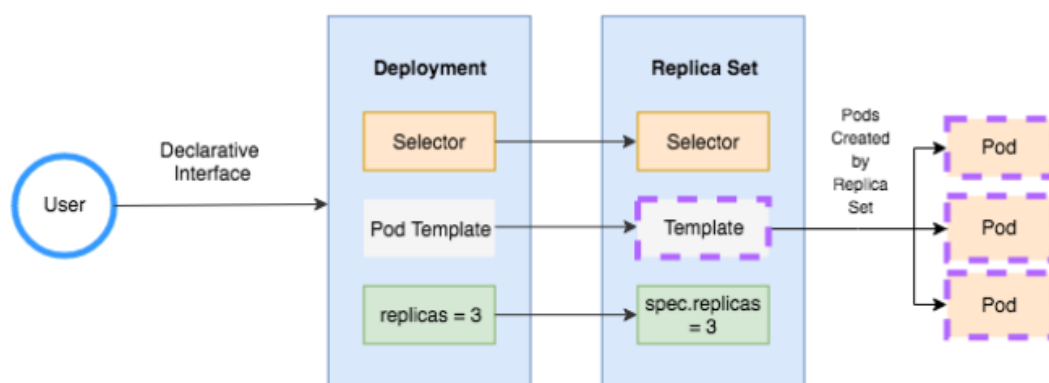 User
Declarative
Interface
Deployment
Selector
Pod Template
replicas = 3
Replica Set
Selector
Template
spec.replicas
= 3
Pods
Created
by
Replica
Set
Pod
Pod
Pod